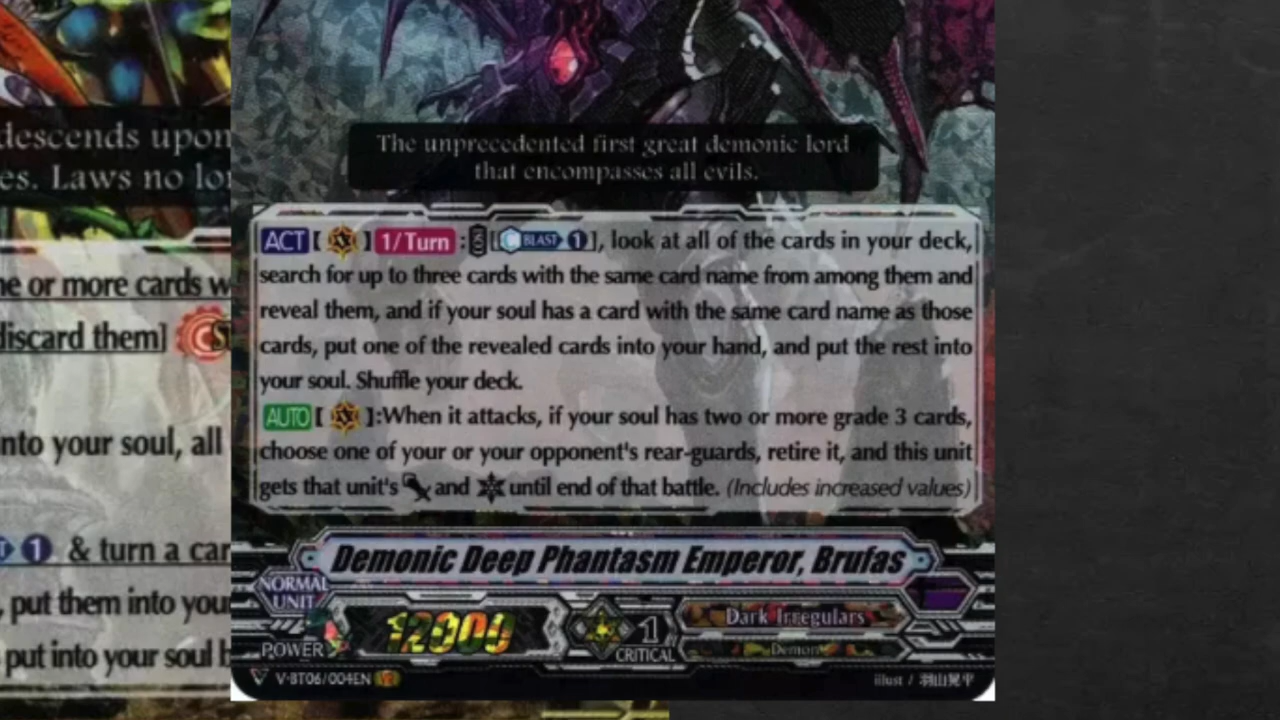 descends upon
es. Laws no lo
ne or more cards w
discard them]
into your soul, all
1 & turn a car
, put them into you
put into your soul b
The unprecedented first great demonic lord
that encompasses all evils.
ACT [ ] 1/Turn : COST [ BLAST 1 ], look at all of the cards in your deck,
search for up to three cards with the same card name from among them and
reveal them, and if your soul has a card with the same card name as those
cards, put one of the revealed cards into your hand, and put the rest into
your soul. Shuffle your deck.
AUTO [ ]:When it attacks, if your soul has two or more grade 3 cards,
choose one of your or your opponent's rear-guards, retire it, and this unit
gets that unit's and until end of that battle. (Includes increased values)
Demonic Deep Phantasm Emperor, Brufas
NORMAL
UNIT
POWER 12000
1
CRITICAL
Dark Irregulars
Demon
V-BT06/004EN
illust / 羽山晃平